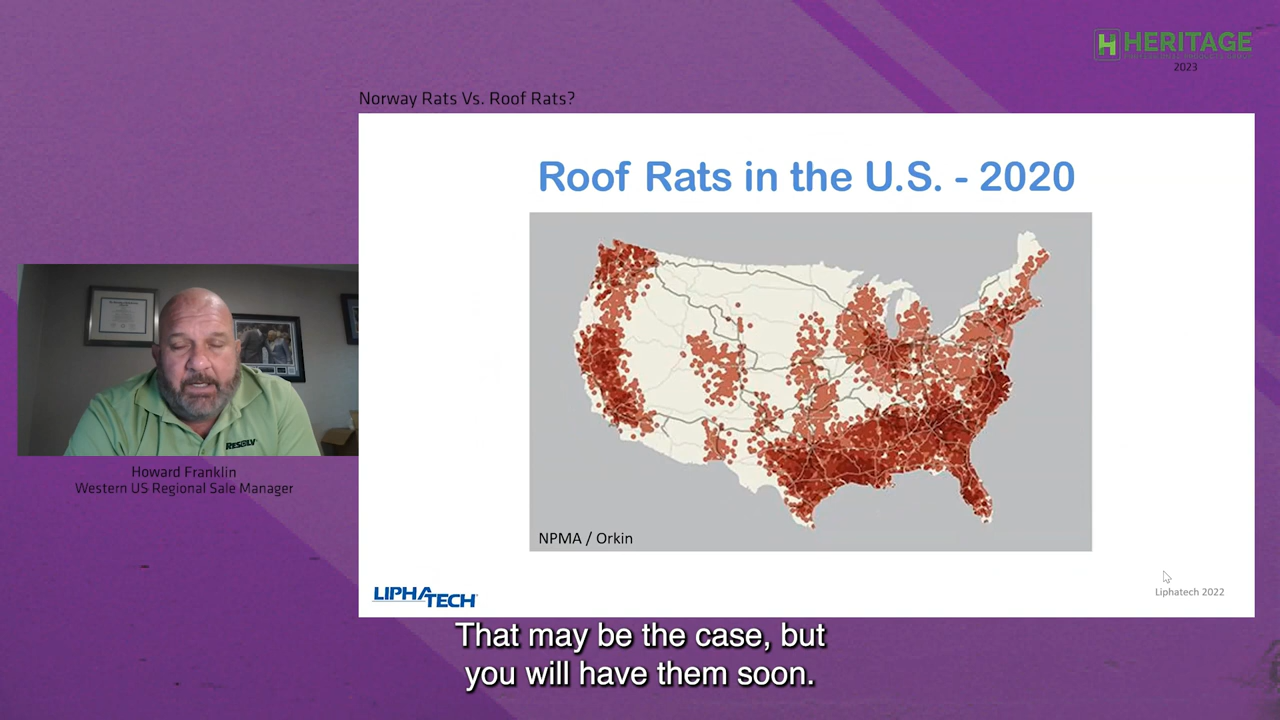 HERITAGE
2023
Norway Rats Vs. Roof Rats?
Roof Rats in the U.S. - 2020
NPMA / Orkin
RESOLV
Howard Franklin
Western US Regional Sale Manager
LIPHATECH
Liphatech 2022
That may be the case, but
you will have them soon.